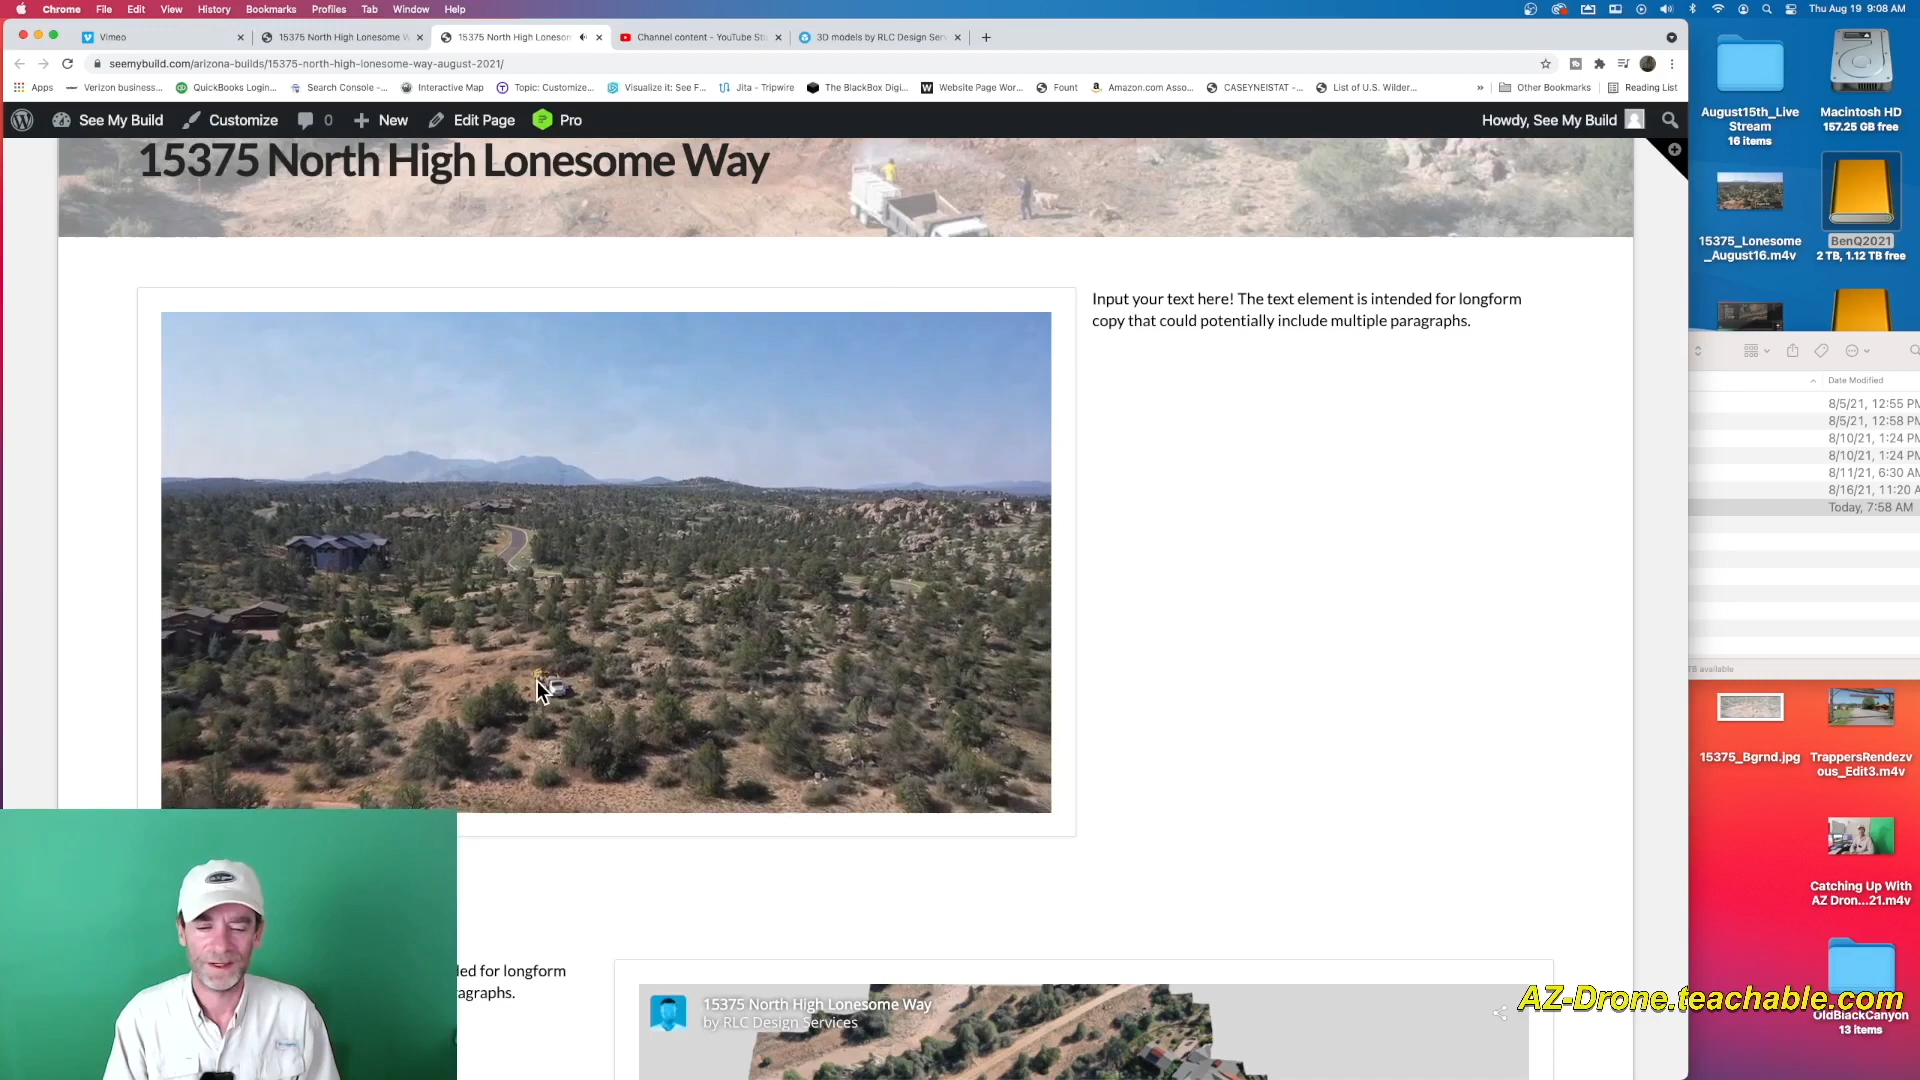 Chrome File Edit View History Bookmarks Profiles Tab Window Help
Thu Aug 19 9:08 AM
Vimeo
15375 North High Lonesome W
15375 North High Loneson
Channel content - YouTube Stu
3D models by RLC Design Serv
seemybuild.com/arizona-builds/15375-north-high-lonesome-way-august-2021/
Apps
Verizon business...
QuickBooks Login...
Search Console -...
Interactive Map
Topic: Customize...
Visualize it: See F...
Jita - Tripwire
The BlackBox Digi...
Website Page Wor...
Fount
Amazon.com Asso...
CASEYNEISTAT -...
List of U.S. Wilder...
»
Other Bookmarks
Reading List
See My Build
Customize
0
New
Edit Page
Pro
Howdy, See My Build
15375 North High Lonesome Way
Input your text here! The text element is intended for longform
copy that could potentially include multiple paragraphs.
ded for longform
agraphs.
15375 North High Lonesome Way
by RLC Design Services
August15th_Live
Stream
16 items
Macintosh HD
157.25 GB free
15375_Lonesome
_August16.m4v
BenQ2021
2 TB, 1.12 TB free
Date Modified
8/5/21, 12:55 PM
8/5/21, 12:58 PM
8/10/21, 1:24 PM
8/10/21, 1:24 PM
8/11/21, 6:30 AM
8/16/21, 11:20 A
Today, 7:58 AM
TB available
15375_Bgrnd.jpg
TrappersRendezv
ous_Edit3.m4v
Catching Up With
AZ Dron...21.m4v
AZ-Drone.teachable.com
OldBlackCanyon
13 items